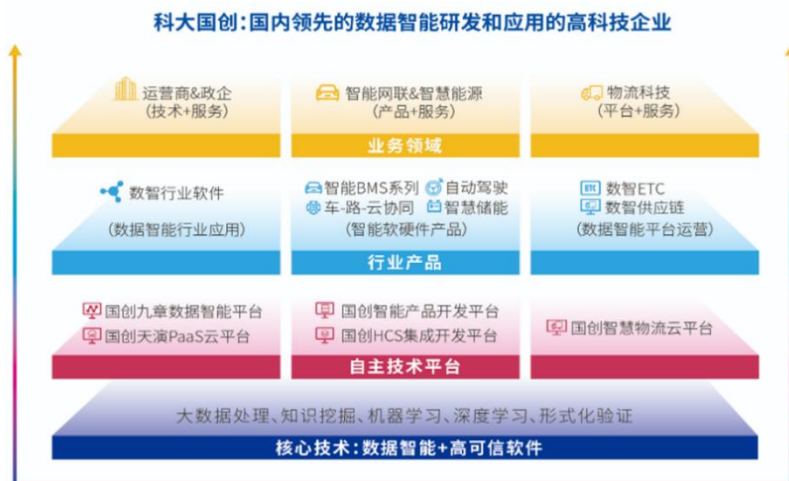 科大国创:国内领先的数据智能研发和应用的高科技企业
运营商&政企
(技术+服务)
智能网联&智慧能源
(产品+服务)
物流科技
(平台+服务)
业务领域
数智行业软件
(数据智能行业应用)
智能BMS系列 自动驾驶
车-路-云协同 智慧储能
(智能软硬件产品)
ETC 数智ETC
数智供应链
(数据智能平台运营)
行业产品
国创九章数据智能平台
国创天演PaaS云平台
国创智能产品开发平台
国创HCS集成开发平台
国创智慧物流云平台
自主技术平台
大数据处理、知识挖掘、机器学习、深度学习、形式化验证
核心技术:数据智能+高可信软件